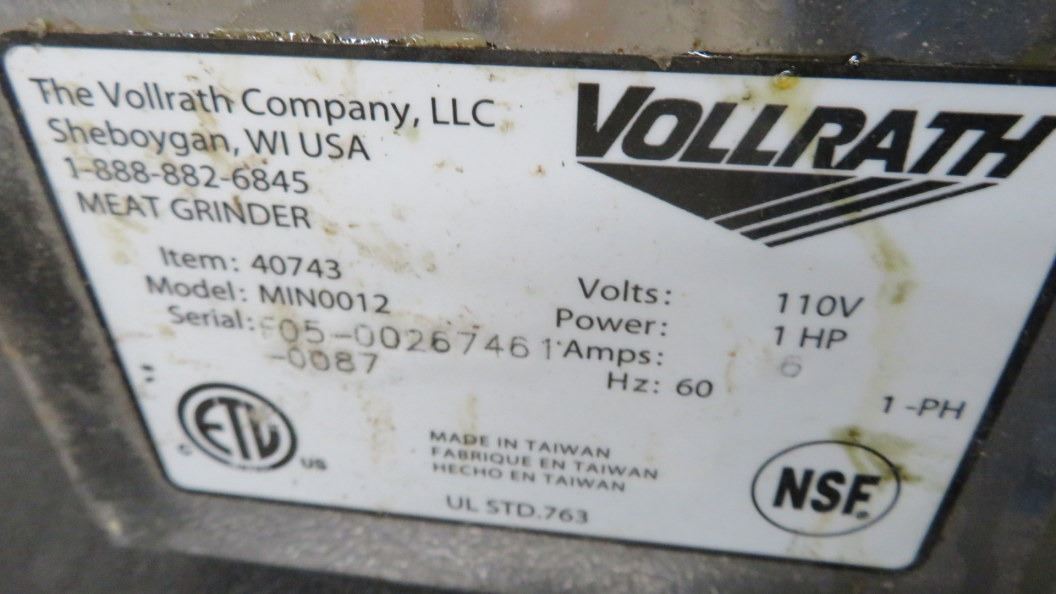 The Vollrath Company, LLC
Sheboygan, WI USA
1-888-882-6845
MEAT GRINDER
VOLLRATH
Item: 40743
Model: MIN0012
Serial: F05-00267461
-0087
Volts: 110V
Power: 1 HP
Amps: 6
Hz: 60
1 -PH
C ETL US
MADE IN TAIWAN
FABRIQUE EN TAIWAN
HECHO EN TAIWAN
UL STD.763
NSF